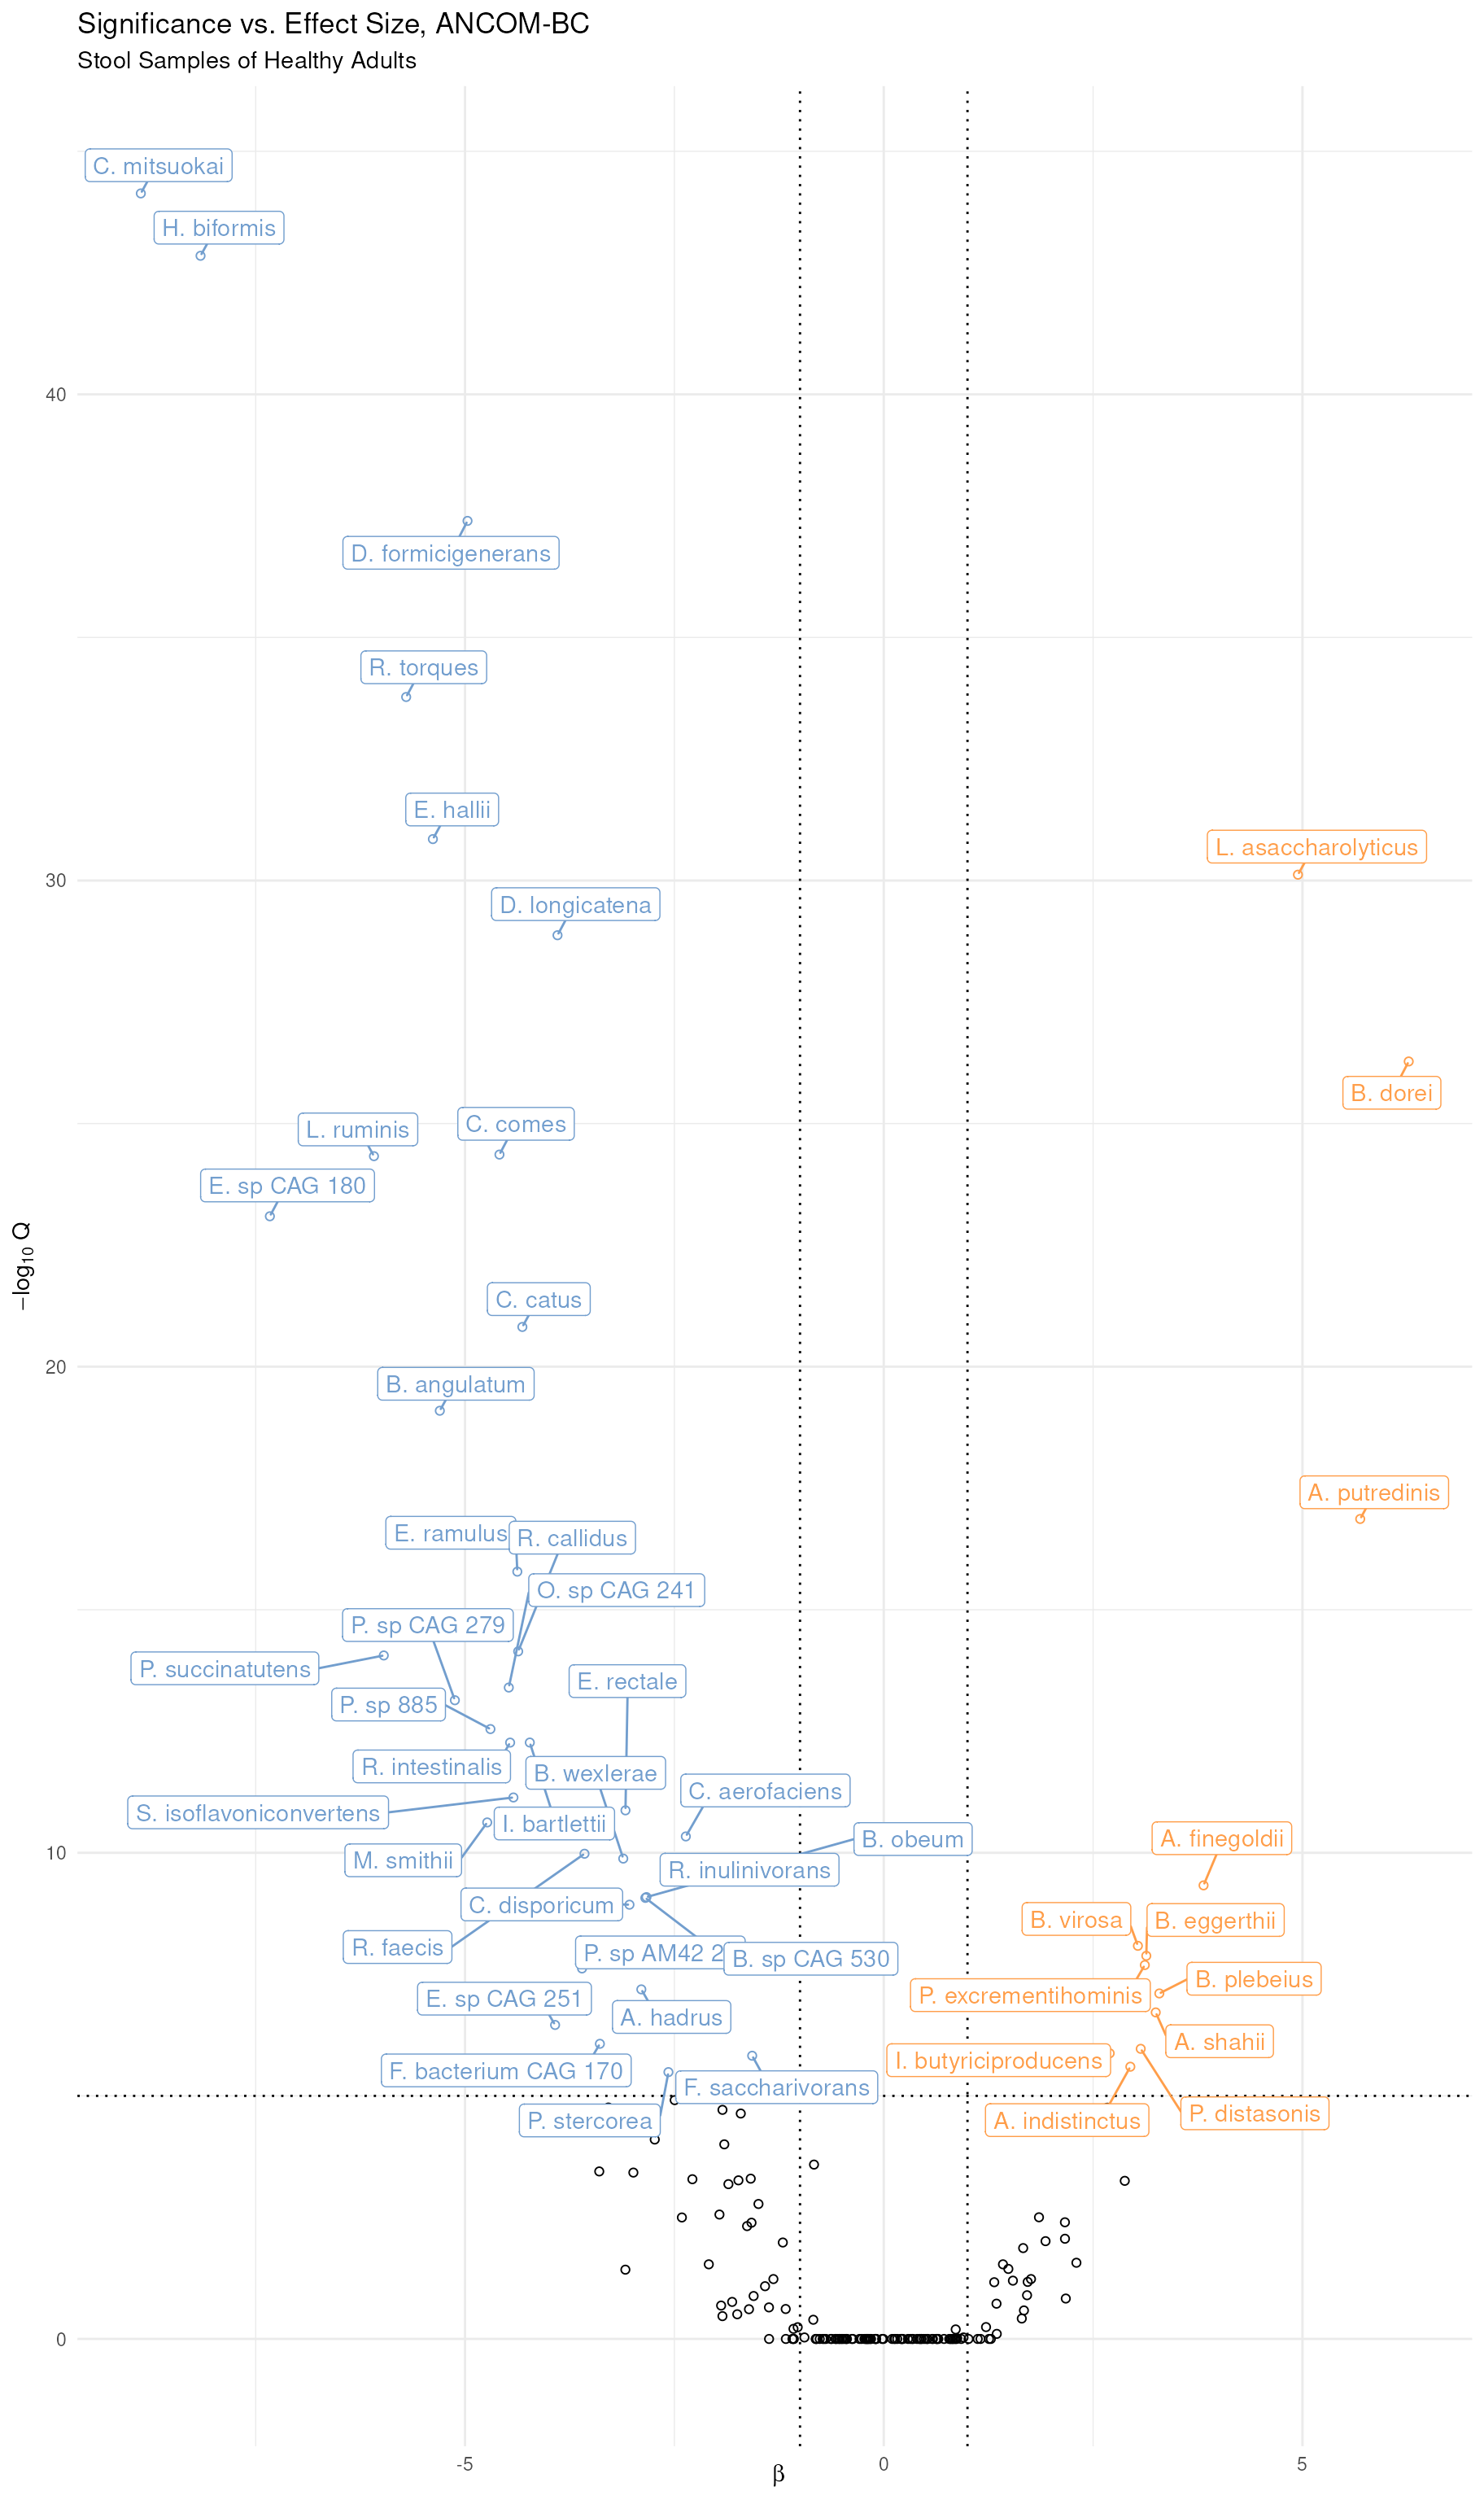 Significance vs. Effect Size, ANCOM-BC
Stool Samples of Healthy Adults
C. mitsuokai
H. biformis
40
D. formicigenerans
R. torques
E. hallii
L. asaccharolyticus
30
D. longicatena
B. dorei
C. comes
L. ruminis
E. sp CAG 180
−log10 Q
C. catus
20
B. angulatum
A. putredinis
E. ramulus
R. callidus
O. sp CAG 241
P. sp CAG 279
P. succinatutens
E. rectale
P. sp 885
R. intestinalis
B. wexlerae
C. aerofaciens
S. isoflavoniconvertens
I. bartlettii
B. obeum
A. finegoldii
10
M. smithii
R. inulinivorans
C. disporicum
B. virosa
B. eggerthii
R. faecis
P. sp AM42 2
B. sp CAG 530
B. plebeius
E. sp CAG 251
P. excrementihominis
A. hadrus
A. shahii
I. butyriciproducens
F. bacterium CAG 170
F. saccharivorans
P. stercorea
A. indistinctus
P. distasonis
0
-5
0
5
β